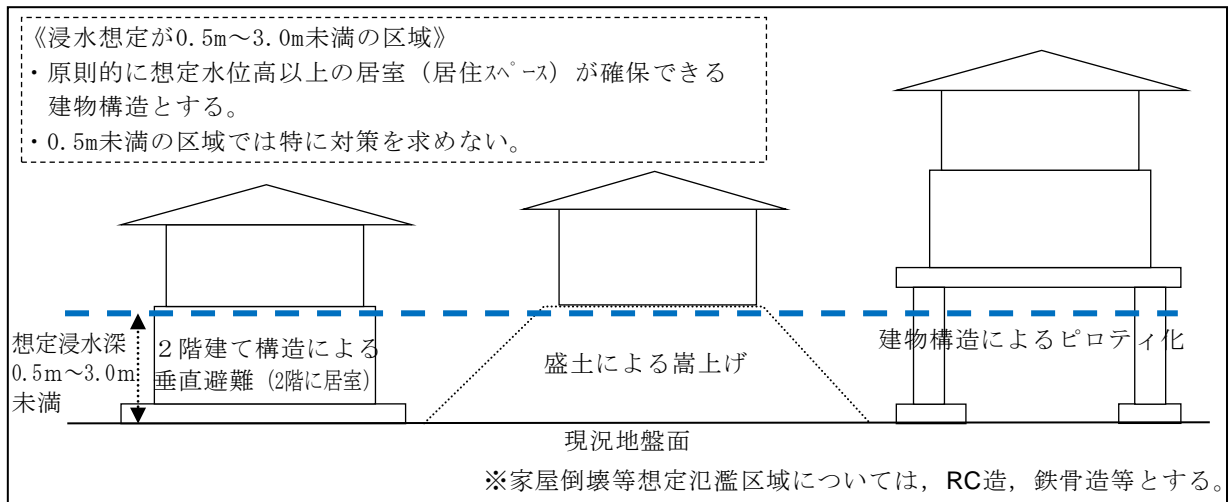 《浸水想定が0.5m～3.0m未満の区域》
・原則的に想定水位高以上の居室（居住ｽﾍﾟｰｽ）が確保できる
建物構造とする。
・0.5m未満の区域では特に対策を求めない。
想定浸水深
0.5ｍ～3.0ｍ
未満
２階建て構造による
垂直避難（2階に居室）
盛土による嵩上げ
建物構造によるピロティ化
現況地盤面
※家屋倒壊等想定氾濫区域については，RC造，鉄骨造等とする。